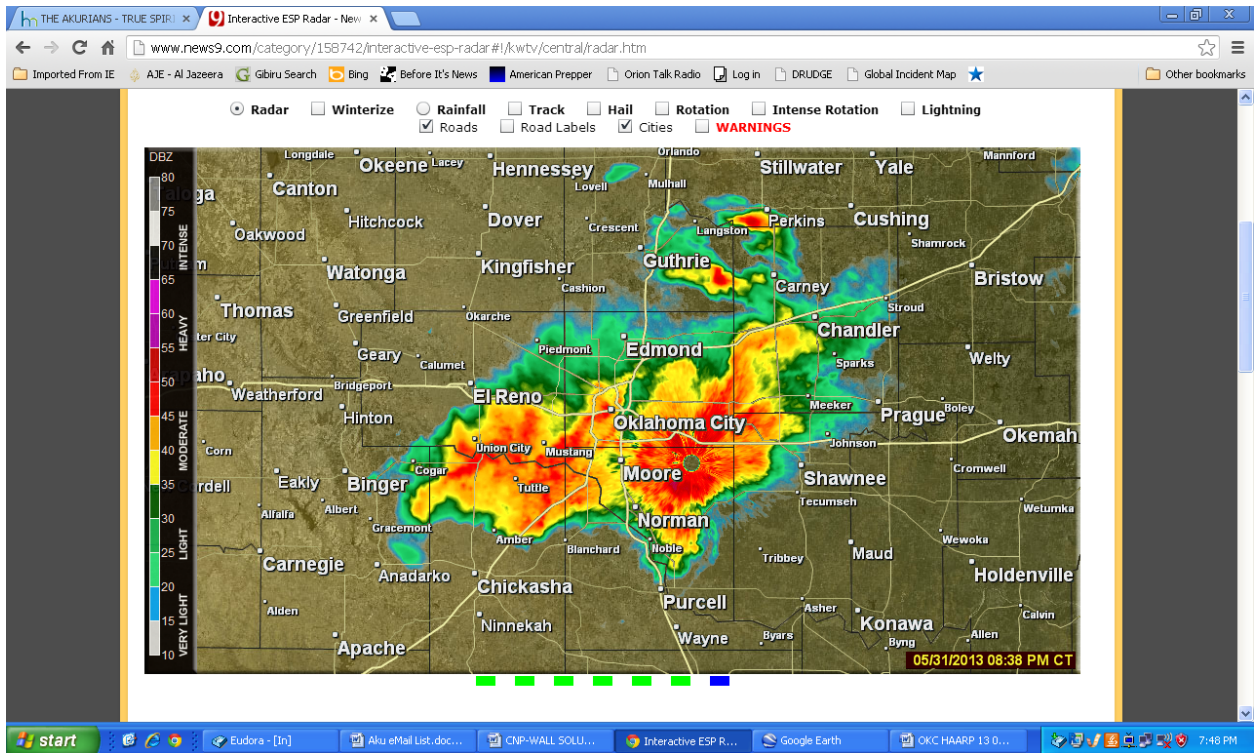 THE AKURIANS - TRUE SPIRI
Interactive ESP Radar - New
www.news9.com/category/158742/interactive-esp-radar#!/kwtv/central/radar.htm
Imported From IE AJE - Al Jazeera Gibiru Search Bing Before It's News American Prepper Orion Talk Radio Log in DRUDGE Global Incident Map Other bookmarks
Radar Winterize Rainfall Track Hail Rotation Intense Rotation Lightning
Roads Road Labels Cities WARNINGS
DBZ Longdale Okeene Lacey Hennessey Orlando Stillwater Yale Mannford
80 Canton Lovell Mulhall
75 Hitchcock Dover Crescent Langston Perkins Cushing
Oakwood Shamrock
70 INTENSE Watonga Kingfisher Guthrie Carney Bristow
65 Cashion
Thomas Greenfield Okarche Stroud
60 HEAVY Chandler
55 Geary Calumet Piedmont Edmond Sparks Welty
50 Weatherford Bridgeport El Reno Meeker Prague Boley
45 Hinton Oklahoma City Okemah
MODERATE Corn Union City Mustang Johnson
40 Cogar Moore Cromwell
35 Eakly Binger Tuttle Shawnee
Alfalfa Albert Gracemont Norman Tecumseh Wetumka
30 Amber Blanchard Noble Wewoka
25 LIGHT Carnegie Anadarko Tribbey Maud
20 Chickasha Holdenville
Alden Purcell Asher Calvin
15 VERY LIGHT Ninnekah Konawa
10 Apache Wayne Byars Byng Allen
05/31/2013 08:38 PM CT
start Eudora - [In] Aku eMail List.doc... CNP-WALL SOLU... Interactive ESP R... Google Earth OKC HAARP 13 0... 7:48 PM